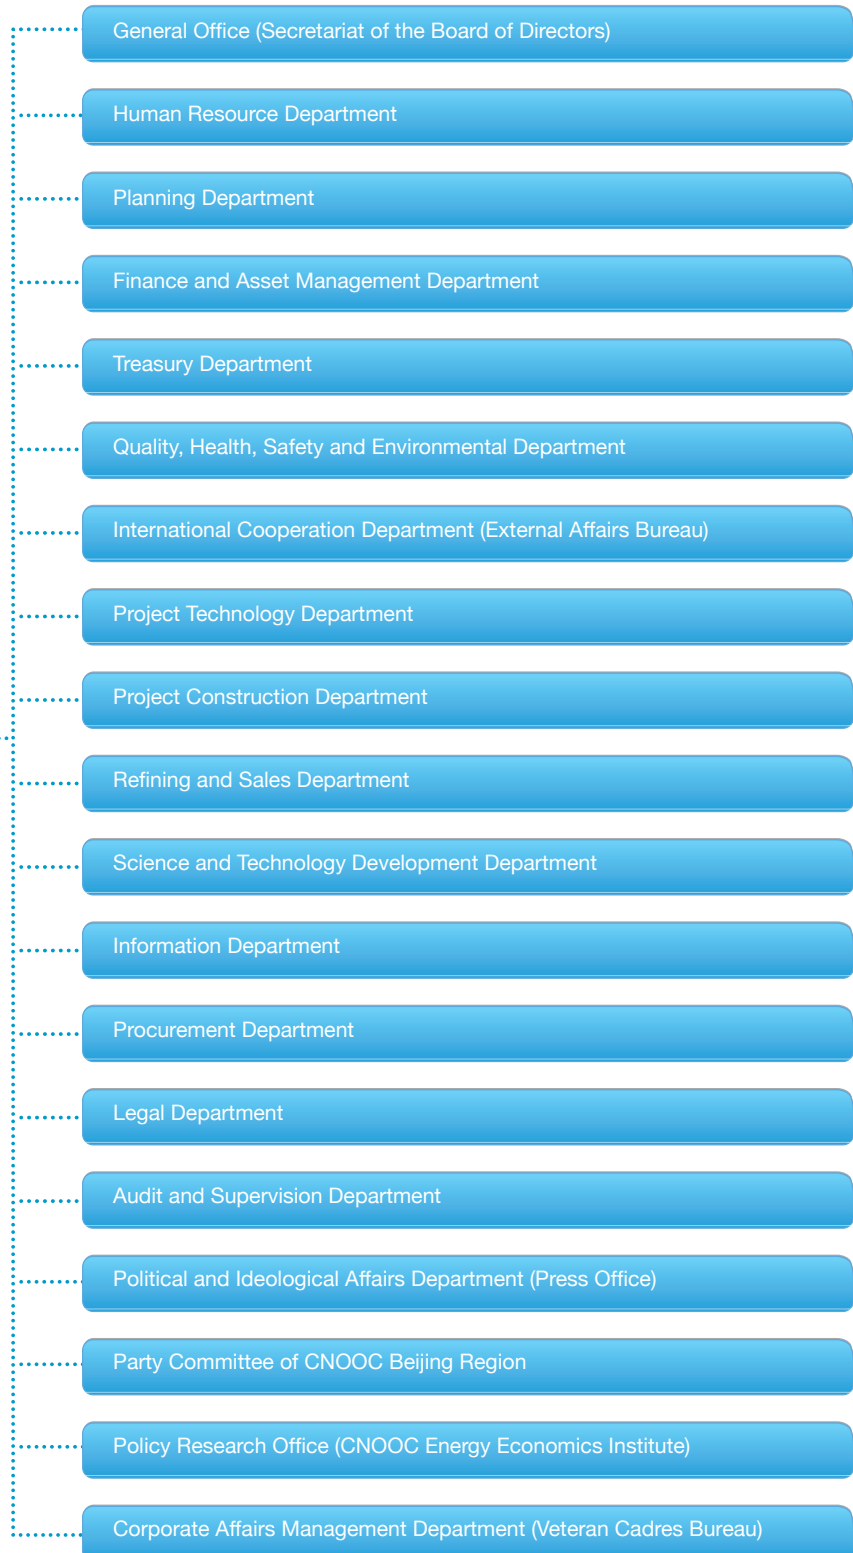 General Office (Secretariat of the Board of Directors)
Human Resource Department
Planning Department
Finance and Asset Management Department
Treasury Department
Quality, Health, Safety and Environmental Department
International Cooperation Department (External Affairs Bureau)
Project Technology Department
Project Construction Department
Refining and Sales Department
Science and Technology Development Department
Information Department
Procurement Department
Legal Department
Audit and Supervision Department
Political and Ideological Affairs Department (Press Office)
Party Committee of CNOOC Beijing Region
Policy Research Office (CNOOC Energy Economics Institute)
Corporate Affairs Management Department (Veteran Cadres Bureau)